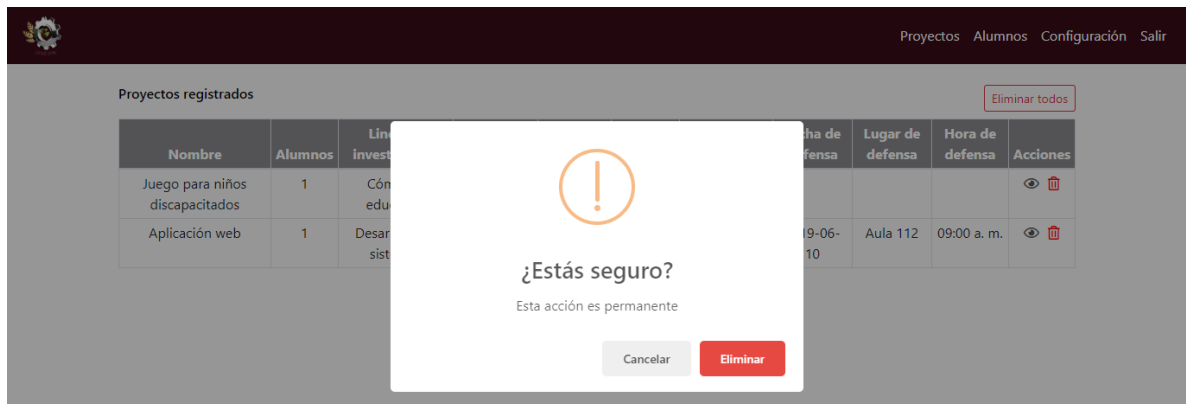 Proyectos Alumnos Configuración Salir
Proyectos registrados
Eliminar todos
Nombre Alumnos
Lugar de defensa
Hora de defensa
Acciones
Juego para niños discapacitados 1
Aplicación web 1
Aula 112 09:00 a. m.
¿Estás seguro?
Esta acción es permanente
Cancelar Eliminar